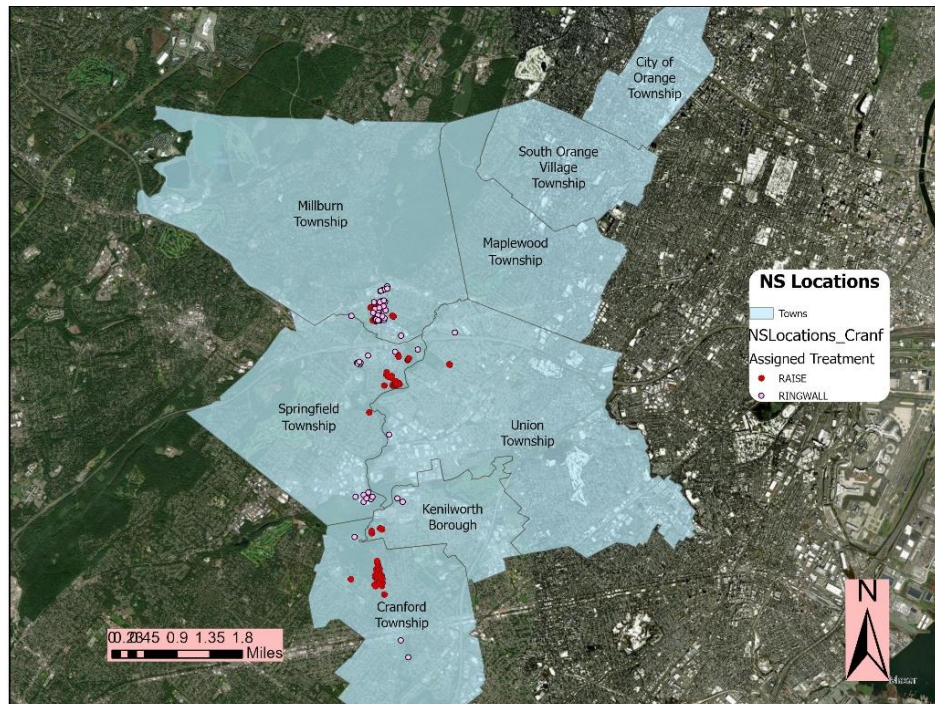 City of
Orange
Township
South Orange
Village
Township
Millburn
Township
Maplewood
Township
NS Locations
Towns
NSLocations_Cranf
Assigned Treatment
RAISE
RINGWALL
Springfield
Township
Union
Township
Kenilworth
Borough
Cranford
Township
N
0.9 1.35 1.8
Miles